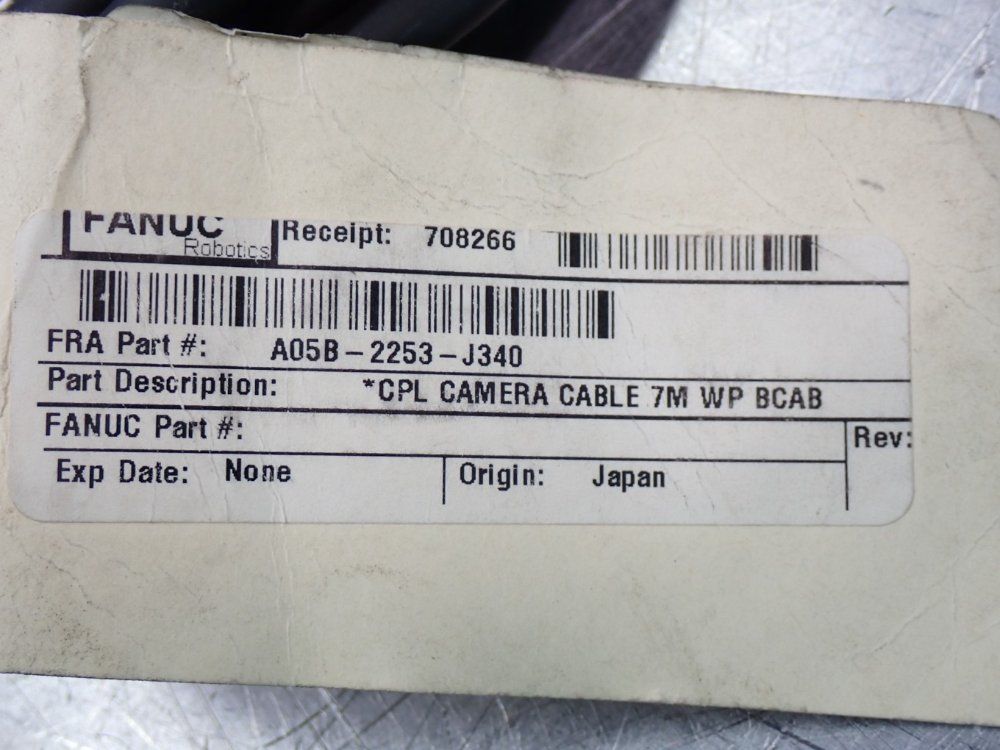 FANUC
Robotics
Receipt: 708266
FRA Part #: A05B-2253-J340
Part Description: *CPL CAMERA CABLE 7M WP BCAB
FANUC Part #:
Rev:
Exp Date: None
Origin: Japan